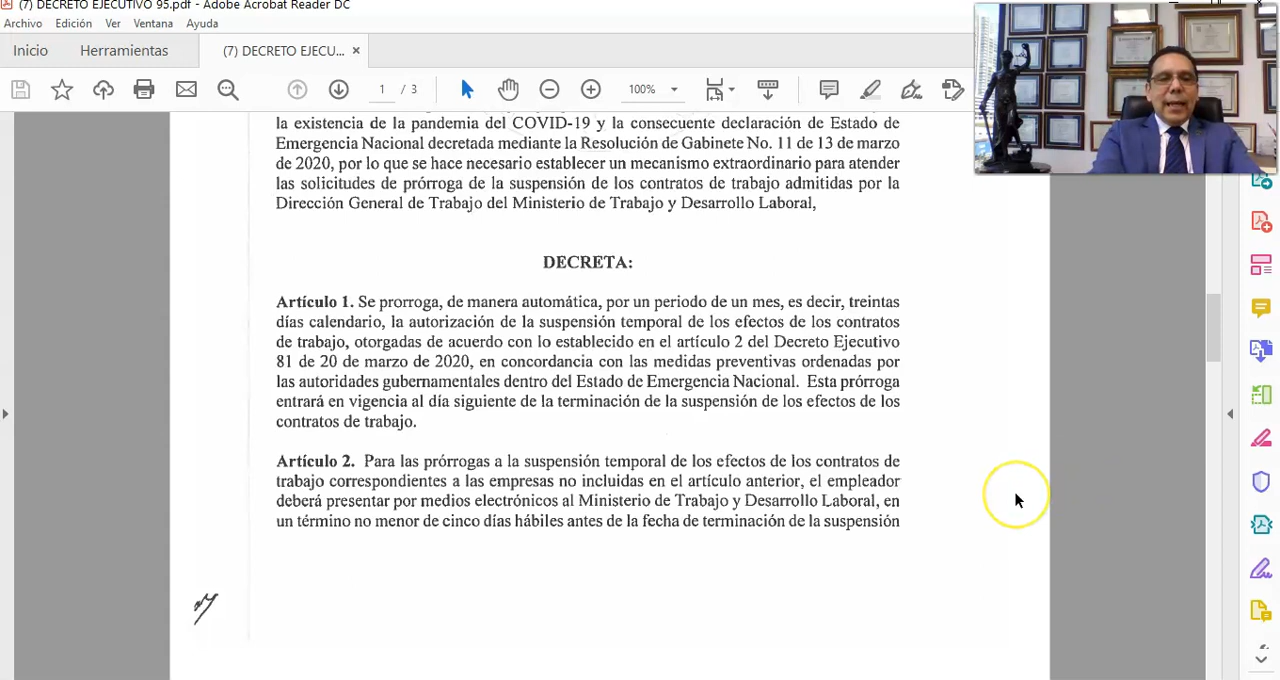 (7) DECRETO EJECUTIVO 95.pdf - Adobe Acrobat Reader DC
Archivo Edición Ver Ventana Ayuda
Inicio Herramientas (7) DECRETO EJECU... ×
1 / 3 100%
la existencia de la pandemia del COVID-19 y la consecuente declaración de Estado de
Emergencia Nacional decretada mediante la Resolución de Gabinete No. 11 de 13 de marzo
de 2020, por lo que se hace necesario establecer un mecanismo extraordinario para atender
las solicitudes de prórroga de la suspensión de los contratos de trabajo admitidas por la
Dirección General de Trabajo del Ministerio de Trabajo y Desarrollo Laboral,
DECRETA:
Artículo 1. Se prorroga, de manera automática, por un periodo de un mes, es decir, treintas
días calendario, la autorización de la suspensión temporal de los efectos de los contratos
de trabajo, otorgadas de acuerdo con lo establecido en el artículo 2 del Decreto Ejecutivo
81 de 20 de marzo de 2020, en concordancia con las medidas preventivas ordenadas por
las autoridades gubernamentales dentro del Estado de Emergencia Nacional. Esta prórroga
entrará en vigencia al día siguiente de la terminación de la suspensión de los efectos de los
contratos de trabajo.
Artículo 2. Para las prórrogas a la suspensión temporal de los efectos de los contratos de
trabajo correspondientes a las empresas no incluidas en el artículo anterior, el empleador
deberá presentar por medios electrónicos al Ministerio de Trabajo y Desarrollo Laboral, en
un término no menor de cinco días hábiles antes de la fecha de terminación de la suspensión